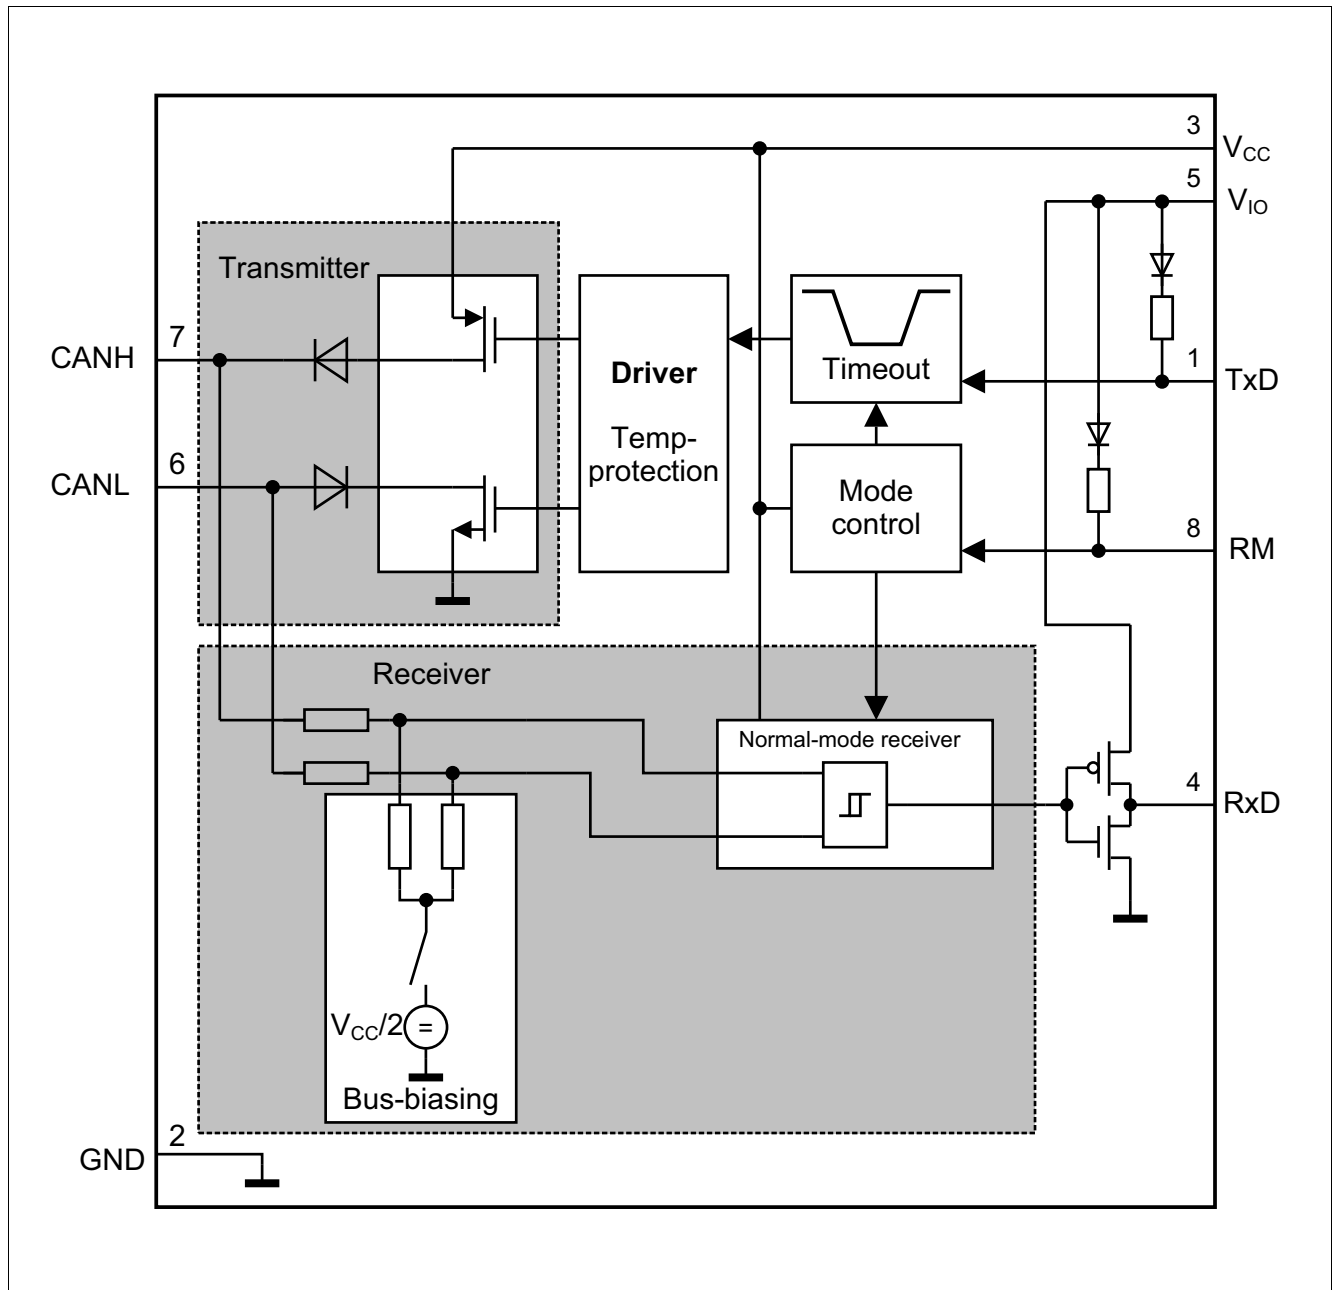 3
VCC
5
VIO
Transmitter
7
CANH
Timeout
1
TxD
Driver
Temp-
protection
6
CANL
Mode
control
8
RM
Receiver
Normal-mode receiver
4
RxD
VCC/2
=
Bus-biasing
2
GND